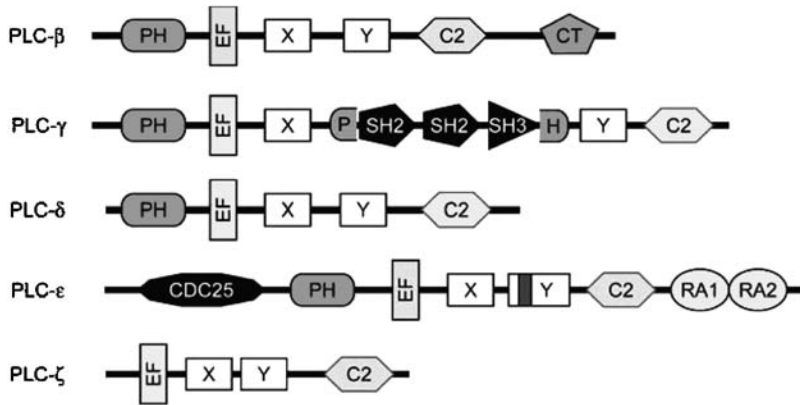 PLC-β PH EF X Y C2 CT
PLC-γ PH EF X P SH2 SH2 SH3 H Y C2
PLC-δ PH EF X Y C2
PLC-ε CDC25 PH EF X Y C2 RA1 RA2
PLC-ζ EF X Y C2